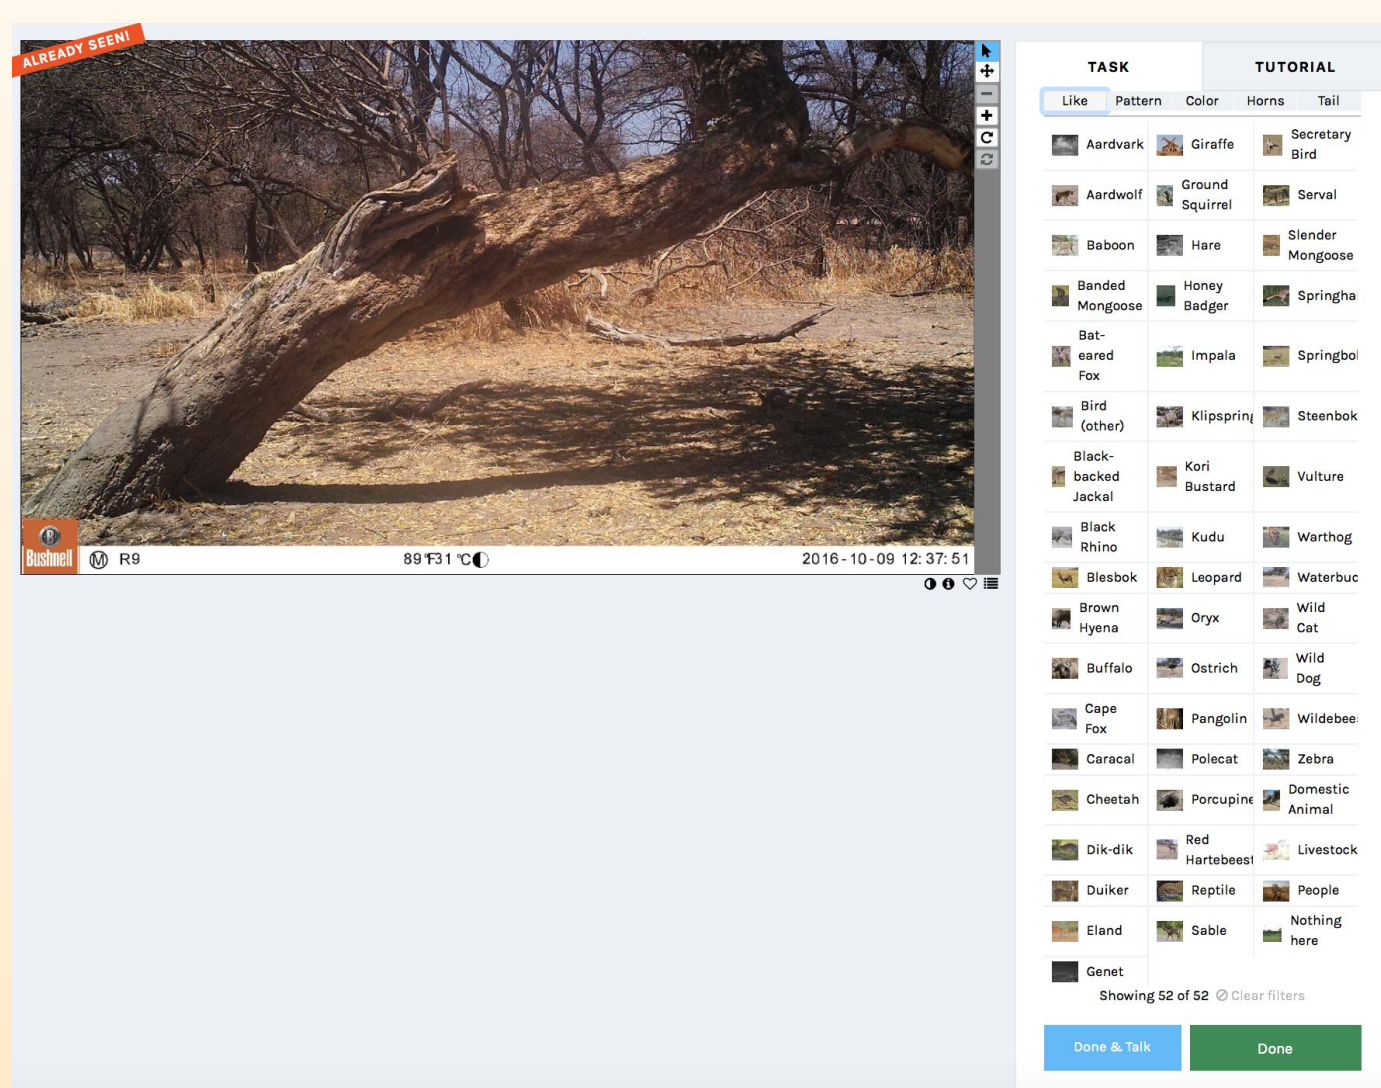 ALREADY SEEN!
Bushnell
M R9
89°F31°C
2016-10-09 12:37:51
TASK
TUTORIAL
Like
Pattern
Color
Horns
Tail
Aardvark
Giraffe
Secretary
Bird
Aardwolf
Ground
Squirrel
Serval
Baboon
Hare
Slender
Mongoose
Banded
Mongoose
Honey
Badger
Springha
Bat-
eared
Fox
Impala
Springbo
Bird
(other)
Klipspring
Steenbok
Black-
backed
Jackal
Kori
Bustard
Vulture
Black
Rhino
Kudu
Warthog
Blesbok
Leopard
Waterbuc
Brown
Hyena
Oryx
Wild
Cat
Buffalo
Ostrich
Wild
Dog
Cape
Fox
Pangolin
Wildebee
Caracal
Polecat
Zebra
Cheetah
Porcupine
Domestic
Animal
Dik-dik
Red
Hartebeest
Livestock
Duiker
Reptile
People
Eland
Sable
Nothing
here
Genet
Showing 52 of 52 Clear filters
Done & Talk
Done